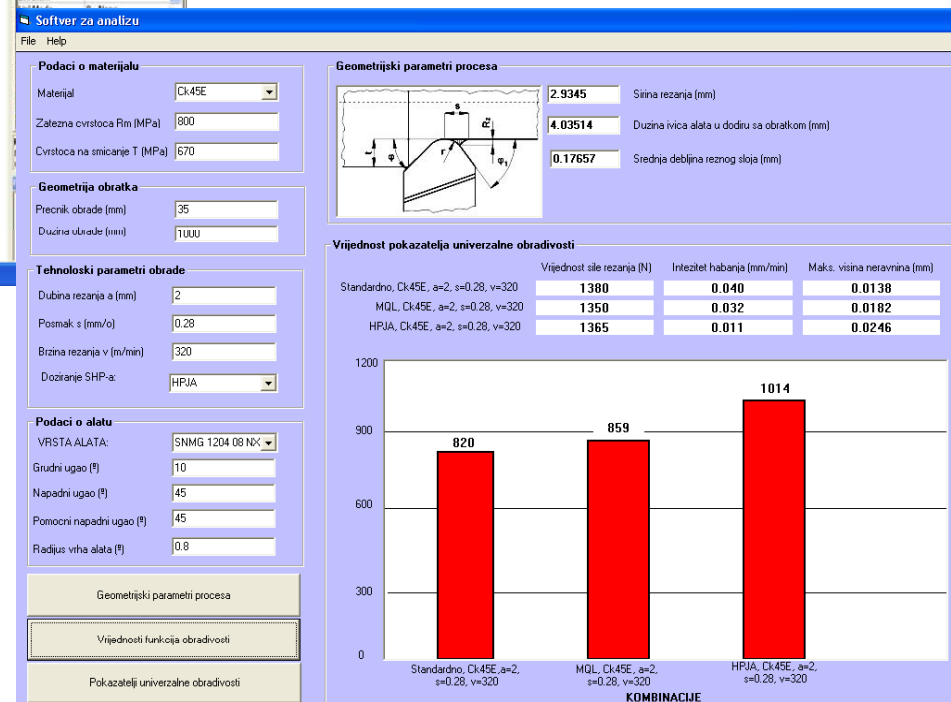 Softver za analizu
File Help
Podaci o materijalu
Materijal Ck45E
Zatezna cvrstoca Rm (MPa) 800
Cvrstoca na smicanje T (MPa) 670
Geometrija obratka
Precnik obrade (mm) 35
Duzina obrade (mm) 1000
Tehnoloski parametri obrade
Dubina rezanja a (mm) 2
Posmak s (mm/o) 0.28
Brzina rezanja v (m/min) 320
Doziranje SHP-a: HPJA
Podaci o alatu
VRSTA ALATA: SNMG 1204 08 NX
Grudni ugao (º) 10
Napadni ugao (º) 45
Pomocni napadni ugao (º) 45
Radijus vrha alata (º) 0.8
Geometrijski parametri procesa
Vrijednosti funkcija obradivosti
Pokazatelji univerzalne obradivosti
Geometrijski parametri procesa
s
Rz
t
φ
r
φ1
2.9345 Sirina rezanja (mm)
4.03514 Duzina ivica alata u dodiru sa obratkom (mm)
0.17657 Srednja debljina reznog sloja (mm)
Vrijednost pokazatelja univerzalne obradivosti
Vrijednost sile rezanja (N) Intezitet habanja (mm/min) Maks. visina neravnina (mm)
Standardno, Ck45E, a=2, s=0.28, v=320 1380 0.040 0.0138
MQL, Ck45E, a=2, s=0.28, v=320 1350 0.032 0.0182
HPJA, Ck45E, a=2, s=0.28, v=320 1365 0.011 0.0246
1200
900
600
300
0
820
859
1014
Standardno, Ck45E,a=2,
s=0.28, v=320
MQL, Ck45E, a=2,
s=0.28, v=320
HPJA, Ck45E, a=2,
s=0.28, v=320
KOMBINACIJE